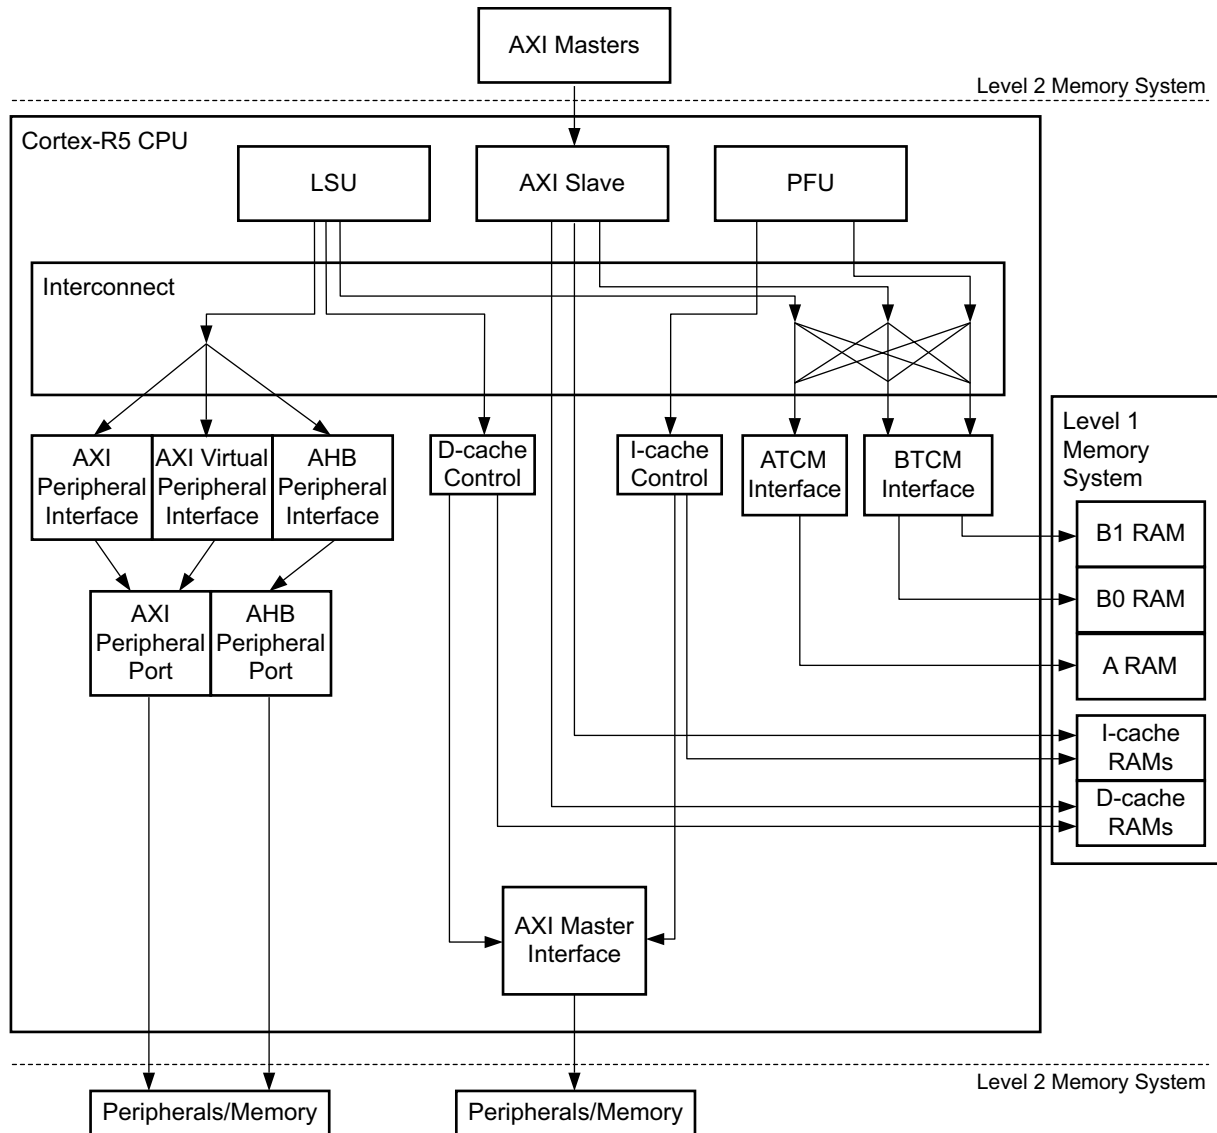 AXI Masters
Level 2 Memory System
Cortex-R5 CPU
LSU
AXI Slave
PFU
Interconnect
AXI
Peripheral
Interface
AXI Virtual
Peripheral
Interface
AHB
Peripheral
Interface
D-cache
Control
I-cache
Control
ATCM
Interface
BTCM
Interface
Level 1
Memory
System
B1 RAM
B0 RAM
A RAM
I-cache
RAMs
D-cache
RAMs
AXI
Peripheral
Port
AHB
Peripheral
Port
AXI Master
Interface
Level 2 Memory System
Peripherals/Memory
Peripherals/Memory